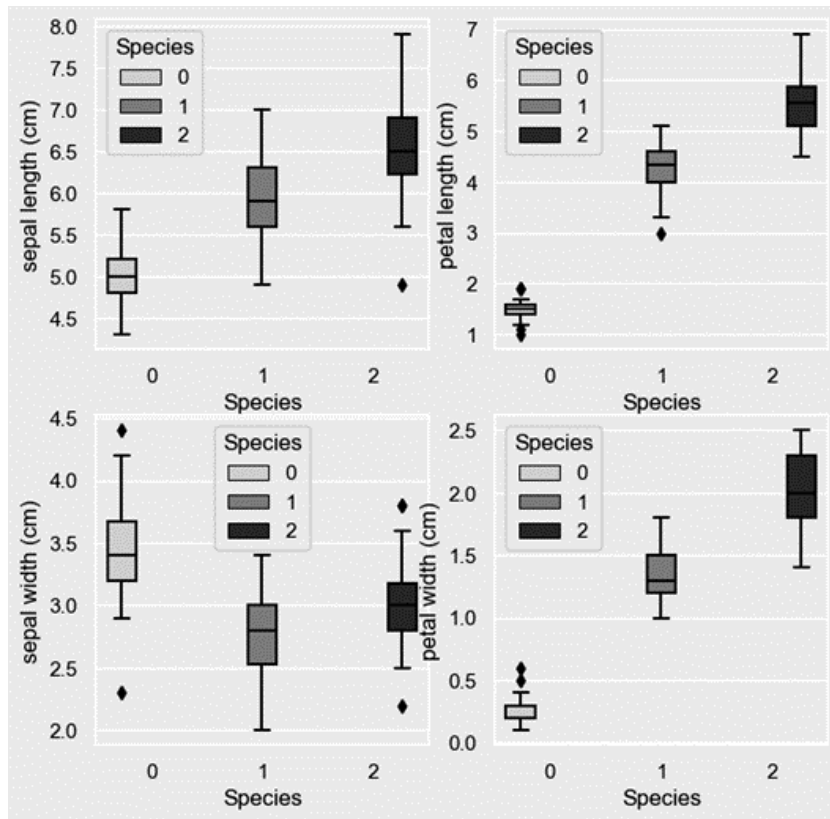 sepal length (cm)
8.0
7.5
7.0
6.5
6.0
5.5
5.0
4.5
Species
0
1
2
0 1 2
Species
petal length (cm)
7
6
5
4
3
2
1
Species
0
1
2
0 1 2
Species
sepal width (cm)
4.5
4.0
3.5
3.0
2.5
2.0
Species
0
1
2
0 1 2
Species
petal width (cm)
2.5
2.0
1.5
1.0
0.5
0.0
Species
0
1
2
0 1 2
Species